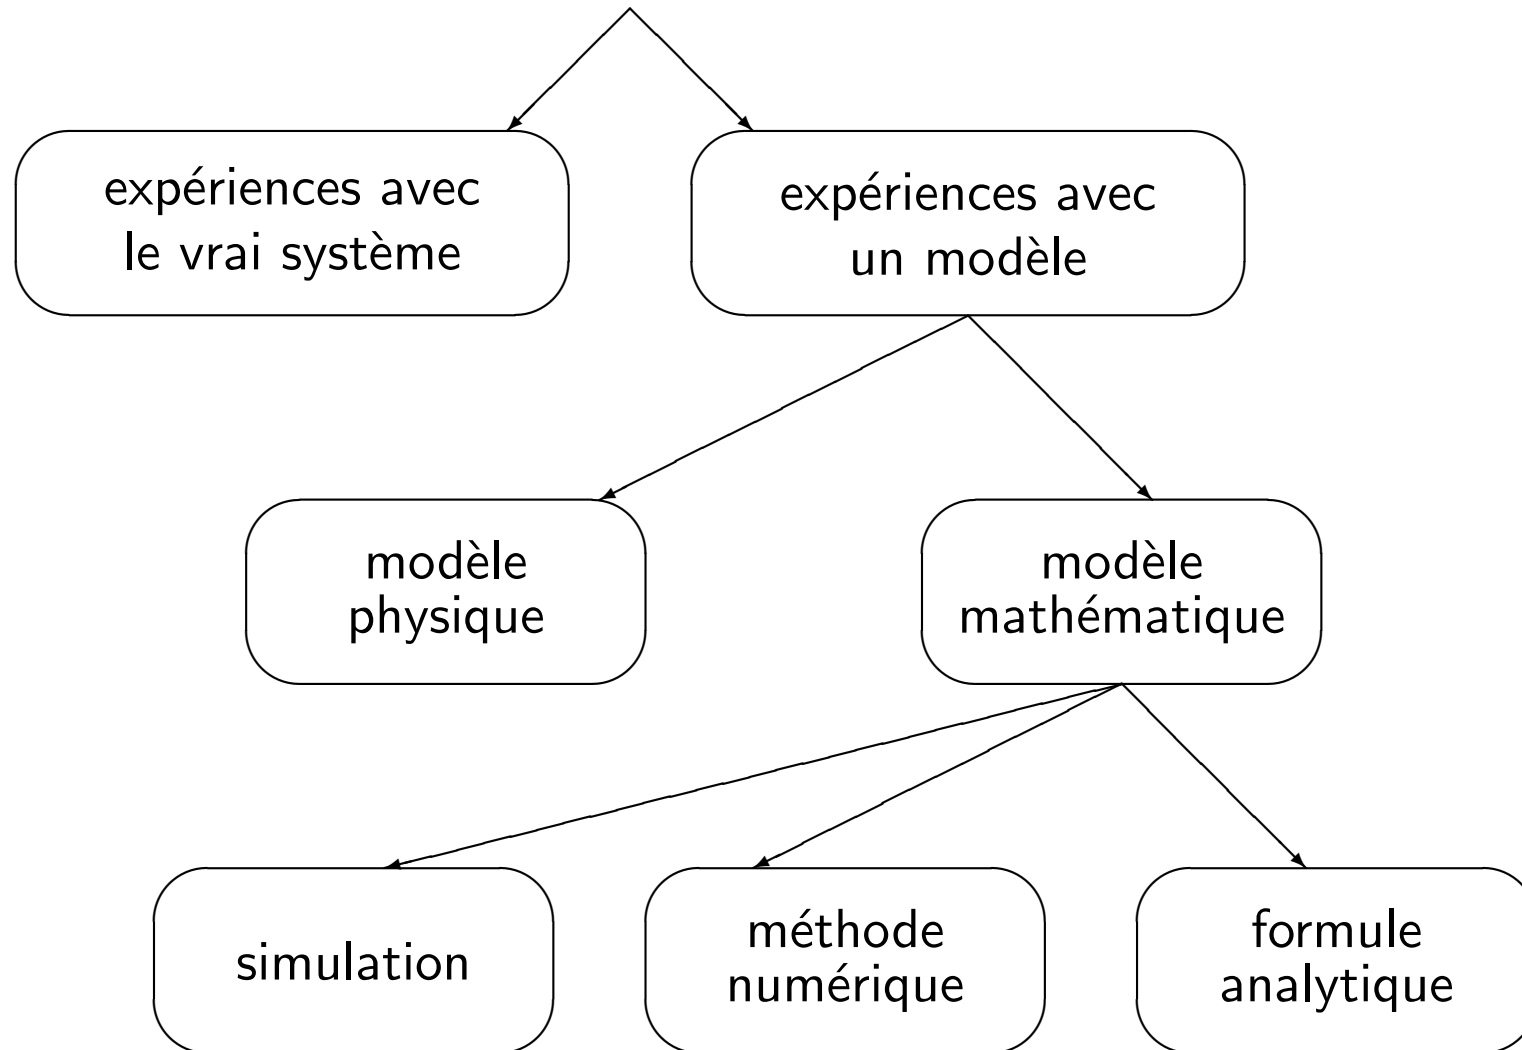 expériences avec
le vrai système
expériences avec
un modèle
modèle
physique
modèle
mathématique
simulation
méthode
numérique
formule
analytique